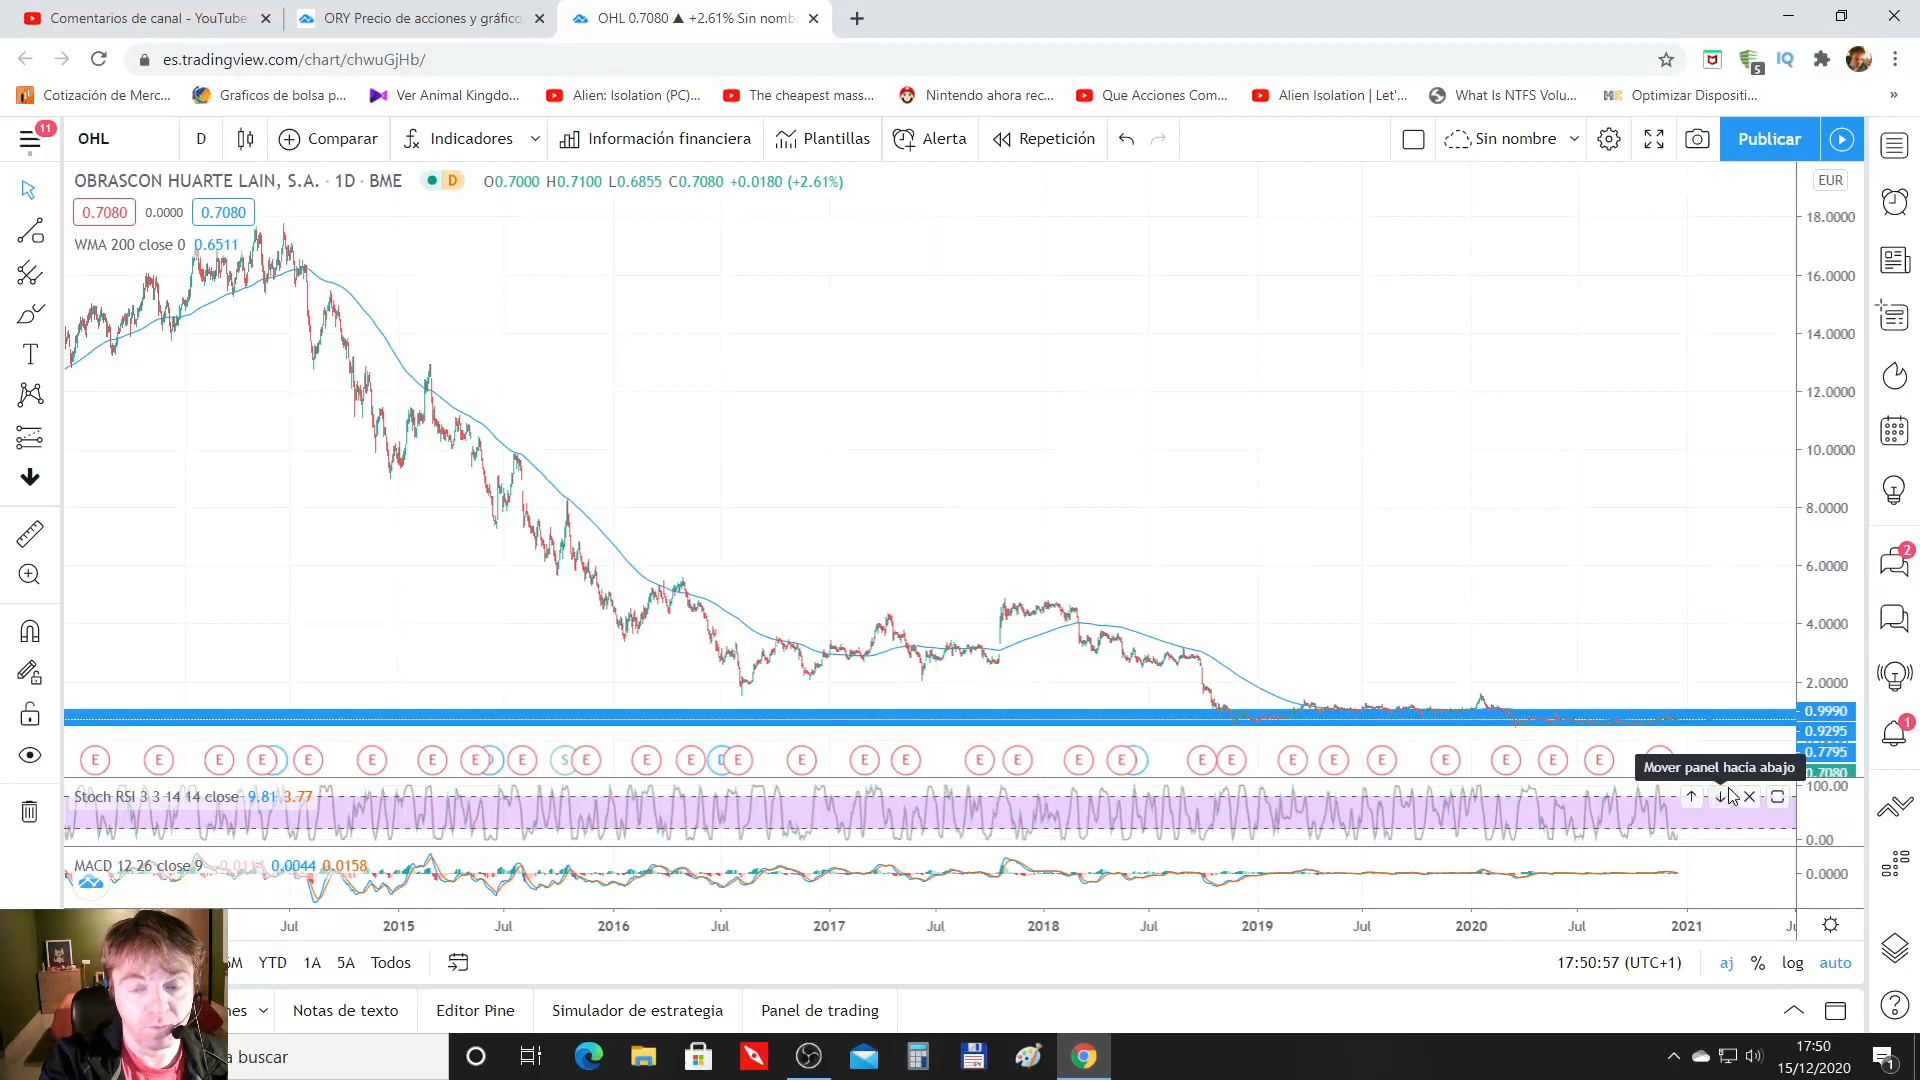 Comentarios de canal - YouTube
ORY Precio de acciones y gráfico
OHL 0.7080 ▲ +2.61% Sin nomb
es.tradingview.com/chart/chwuGjHb/
5
IQ
Cotización de Merc...
Graficos de bolsa p...
Ver Animal Kingdo...
Alien: Isolation (PC)...
The cheapest mass...
Nintendo ahora rec...
Que Acciones Com...
Alien Isolation | Let'...
What Is NTFS Volu...
Optimizar Dispositi...
»
11
OHL
D
Comparar
Indicadores
Información financiera
Plantillas
Alerta
Repetición
Sin nombre
Publicar
OBRASCON HUARTE LAIN, S.A. · 1D · BME
D
O0.7000 H0.7100 L0.6855 C0.7080 +0.0180 (+2.61%)
EUR
0.7080 0.0000 0.7080
WMA 200 close 0 0.6511
18.0000
16.0000
14.0000
12.0000
10.0000
8.0000
6.0000
4.0000
2.0000
0.9990
0.9295
0.7795
0.7080
E E E E E E E E E S E E E E E E E E E E E E E E E E E E E
Mover panel hacia abajo
Stoch RSI 3 3 14 14 close 9.81 3.77
100.00
0.00
MACD 12 26 close 9 0.0044 0.0158
0.0000
Jul 2015 Jul 2016 Jul 2017 Jul 2018 Jul 2019 Jul 2020 Jul 2021
6M YTD 1A 5A Todos
17:50:57 (UTC+1)
aj % log auto
nes
Notas de texto
Editor Pine
Simulador de estrategia
Panel de trading
2
1
a buscar
17:50
15/12/2020
1